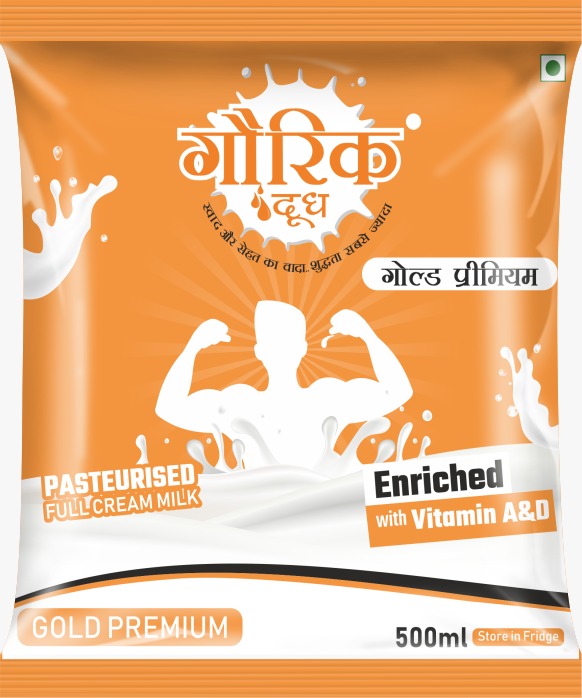 गौरिक
दूध
स्वाद और सेहत का वादा.. शुद्धता सबसे ज्यादा
गोल्ड प्रीमियम
PASTEURISED
FULL CREAM MILK
Enriched
with Vitamin A&D
GOLD PREMIUM
500ml Store in Fridge